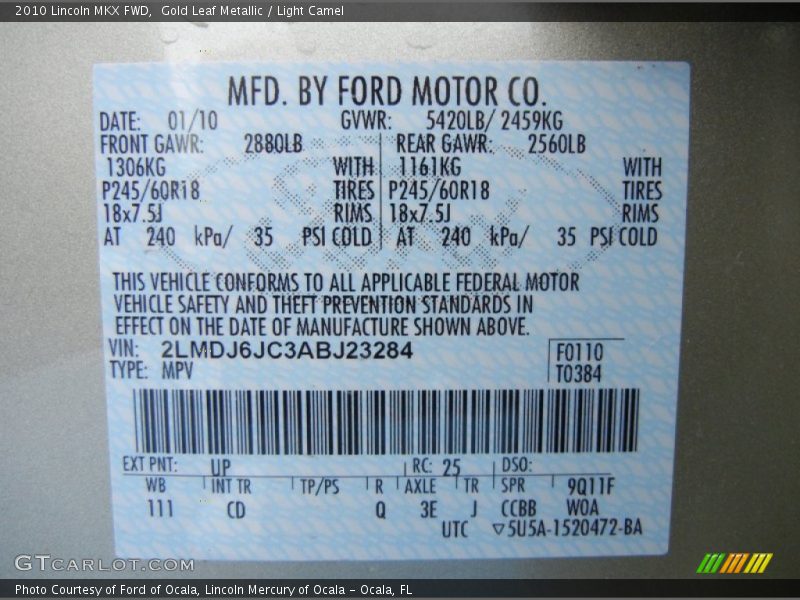 2010 Lincoln MKX FWD,  Gold Leaf Metallic / Light Camel
MFD. BY FORD MOTOR CO.
DATE: 01/10 GVWR: 5420LB/ 2459KG
FRONT GAWR: 2880LB REAR GAWR: 2560LB
1306KG WITH 1161KG WITH
P245/60R18 TIRES P245/60R18 TIRES
18x7.5J RIMS 18x7.5J RIMS
AT 240 kPa/ 35 PSI COLD AT 240 kPa/ 35 PSI COLD
THIS VEHICLE CONFORMS TO ALL APPLICABLE FEDERAL MOTOR
VEHICLE SAFETY AND THEFT PREVENTION STANDARDS IN
EFFECT ON THE DATE OF MANUFACTURE SHOWN ABOVE.
VIN: 2LMDJ6JC3ABJ23284 F0110
TYPE: MPV T0384
EXT PNT: UP RC: 25 DSO:
WB INT TR TP/PS R AXLE TR SPR 9Q11F
111 CD Q 3E J CCBB WOA
UTC ▽5U5A-1520472-BA
GTCARLOT.COM
Photo Courtesy of Ford of Ocala, Lincoln Mercury of Ocala – Ocala, FL